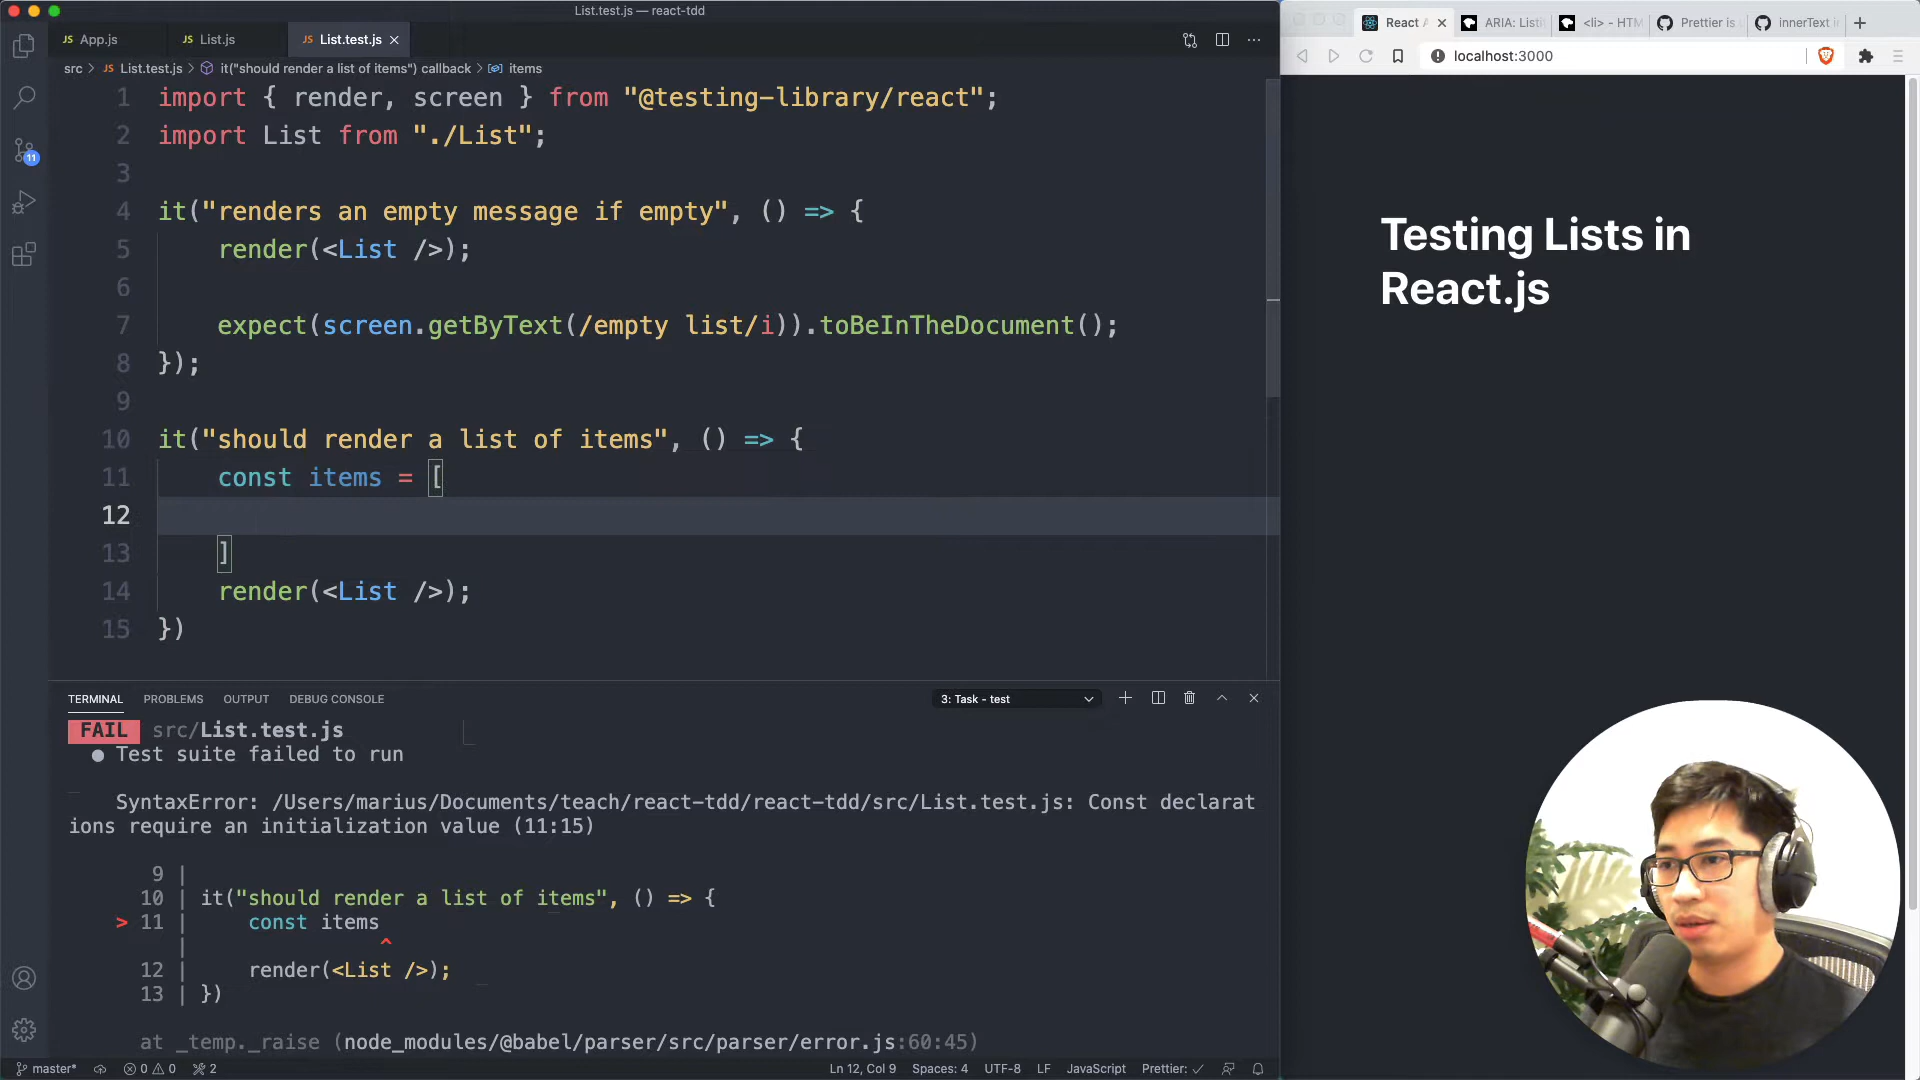 List.test.js — react-tdd
JS App.js
JS List.js
JS List.test.js
src > JS List.test.js > it("should render a list of items") callback > items
1 import { render, screen } from "@testing-library/react";
2 import List from "./List";
3
4 it("renders an empty message if empty", () => {
5 render(<List />);
6
7 expect(screen.getByText(/empty list/i)).toBeInTheDocument();
8 });
9
10 it("should render a list of items", () => {
11 const items = [
12
13 ]
14 render(<List />);
15 })
11
TERMINAL PROBLEMS OUTPUT DEBUG CONSOLE
3: Task - test
FAIL src/List.test.js
● Test suite failed to run
SyntaxError: /Users/marius/Documents/teach/react-tdd/react-tdd/src/List.test.js: Const declarat
ions require an initialization value (11:15)
9 |
10 | it("should render a list of items", () => {
> 11 | const items
| ^
12 | render(<List />);
13 | })
at _temp._raise (node_modules/@babel/parser/src/parser/error.js:60:45)
master* 0 0 2
Ln 12, Col 9 Spaces: 4 UTF-8 LF JavaScript Prettier: ✓
React
ARIA:
<li> - HTM
Prettier is
innerText
localhost:3000
Testing Lists in
React.js